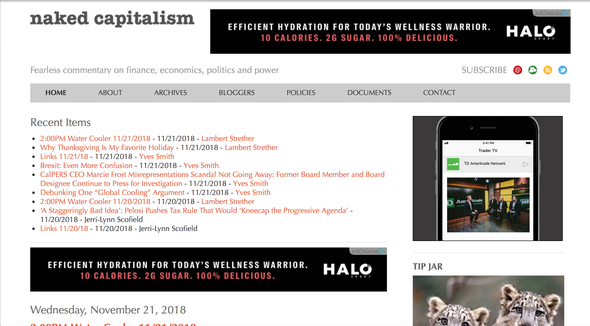 naked capitalism
EFFICIENT HYDRATION FOR TODAY'S WELLNESS WARRIOR.
10 CALORIES. 2G SUGAR. 100% DELICIOUS.
HALO
SPORT
Fearless commentary on finance, economics, politics and power
SUBSCRIBE
HOME ABOUT ARCHIVES BLOGGERS POLICIES DOCUMENTS CONTACT
Recent Items
2:00PM Water Cooler 11/21/2018 - 11/21/2018 - Lambert Strether
Why Thanksgiving Is My Favorite Holiday - 11/21/2018 - Lambert Strether
Links 11/21/18 - 11/21/2018 - Yves Smith
Brexit: Even More Confusion - 11/21/2018 - Yves Smith
CalPERS CEO Marcie Frost Misrepresentations Scandal Not Going Away: Former Board Member and Board
Designee Continue to Press for Investigation - 11/21/2018 - Yves Smith
Debunking One "Global Cooling" Argument - 11/21/2018 - Yves Smith
2:00PM Water Cooler 11/20/2018 - 11/20/2018 - Lambert Strether
'A Staggeringly Bad Idea': Pelosi Pushes Tax Rule That Would 'Kneecap the Progressive Agenda' -
11/20/2018 - Jerri-Lynn Scofield
Links 11/20/18 - 11/20/2018 - Jerri-Lynn Scofield
Trader TV
TD Ameritrade Network
EFFICIENT HYDRATION FOR TODAY'S WELLNESS WARRIOR.
10 CALORIES. 2G SUGAR. 100% DELICIOUS.
HALO
SPORT
TIP JAR
Wednesday, November 21, 2018
2:00PM Water Cooler 11/21/2018